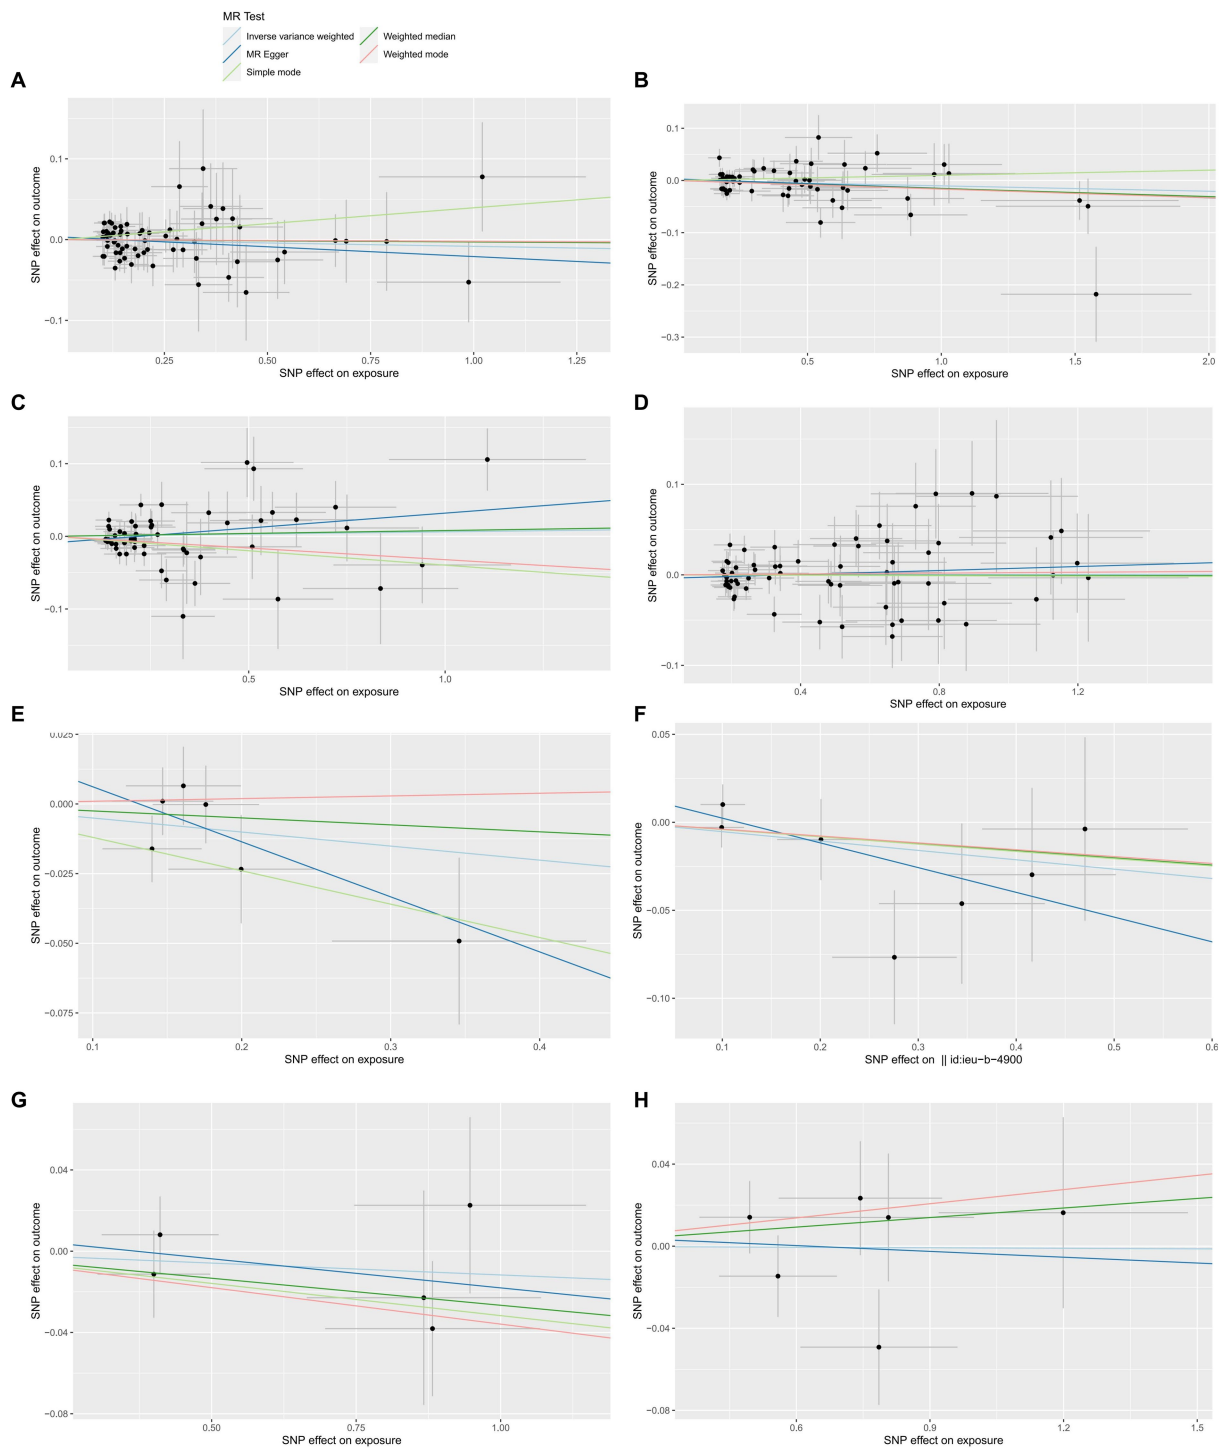 MR Test
Inverse variance weighted
Weighted median
MR Egger
Weighted mode
Simple mode
A
0.1
0.0
−0.1
0.25
0.50
0.75
1.00
1.25
SNP effect on exposure
SNP effect on outcome
B
0.1
0.0
−0.1
−0.2
−0.3
0.5
1.0
1.5
2.0
SNP effect on exposure
SNP effect on outcome
C
0.1
0.0
−0.1
0.5
1.0
SNP effect on exposure
SNP effect on outcome
D
0.1
0.0
−0.1
0.4
0.8
1.2
SNP effect on exposure
SNP effect on outcome
E
0.025
0.000
−0.025
−0.050
−0.075
0.1
0.2
0.3
0.4
SNP effect on exposure
SNP effect on outcome
F
0.05
0.00
−0.05
−0.10
0.1
0.2
0.3
0.4
0.5
0.6
SNP effect on || id:ieu−b−4900
SNP effect on outcome
G
0.04
0.00
−0.04
−0.08
0.50
0.75
1.00
SNP effect on exposure
SNP effect on outcome
H
0.04
0.00
−0.04
−0.08
0.6
0.9
1.2
1.5
SNP effect on exposure
SNP effect on outcome